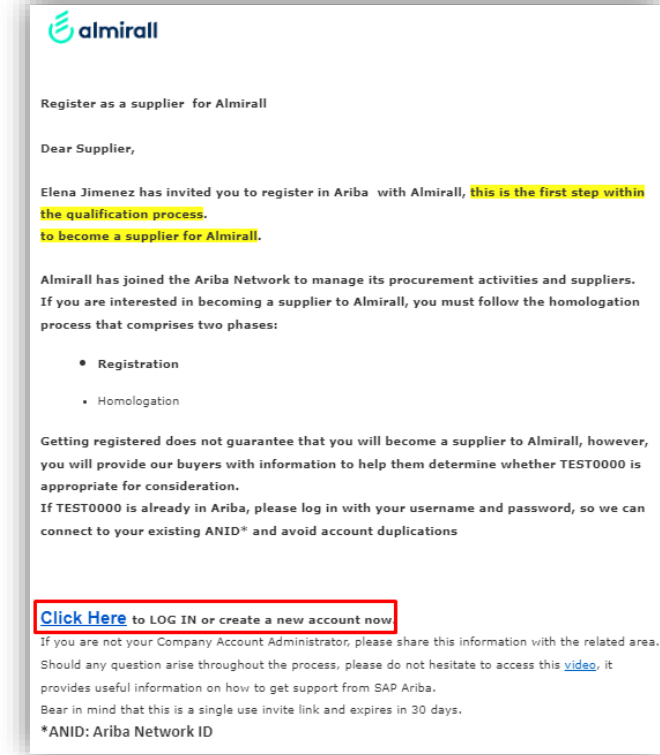 almirall
Register as a supplier for Almirall
Dear Supplier,
Elena Jimenez has invited you to register in Ariba with Almirall, this is the first step within
the qualification process.
to become a supplier for Almirall.
Almirall has joined the Ariba Network to manage its procurement activities and suppliers.
If you are interested in becoming a supplier to Almirall, you must follow the homologation
process that comprises two phases:
• Registration
• Homologation
Getting registered does not guarantee that you will become a supplier to Almirall, however,
you will provide our buyers with information to help them determine whether TEST0000 is
appropriate for consideration.
If TEST0000 is already in Ariba, please log in with your username and password, so we can
connect to your existing ANID* and avoid account duplications
Click Here to LOG IN or create a new account now.
If you are not your Company Account Administrator, please share this information with the related area.
Should any question arise throughout the process, please do not hesitate to access this video, it
provides useful information on how to get support from SAP Ariba.
Bear in mind that this is a single use invite link and expires in 30 days.
*ANID: Ariba Network ID